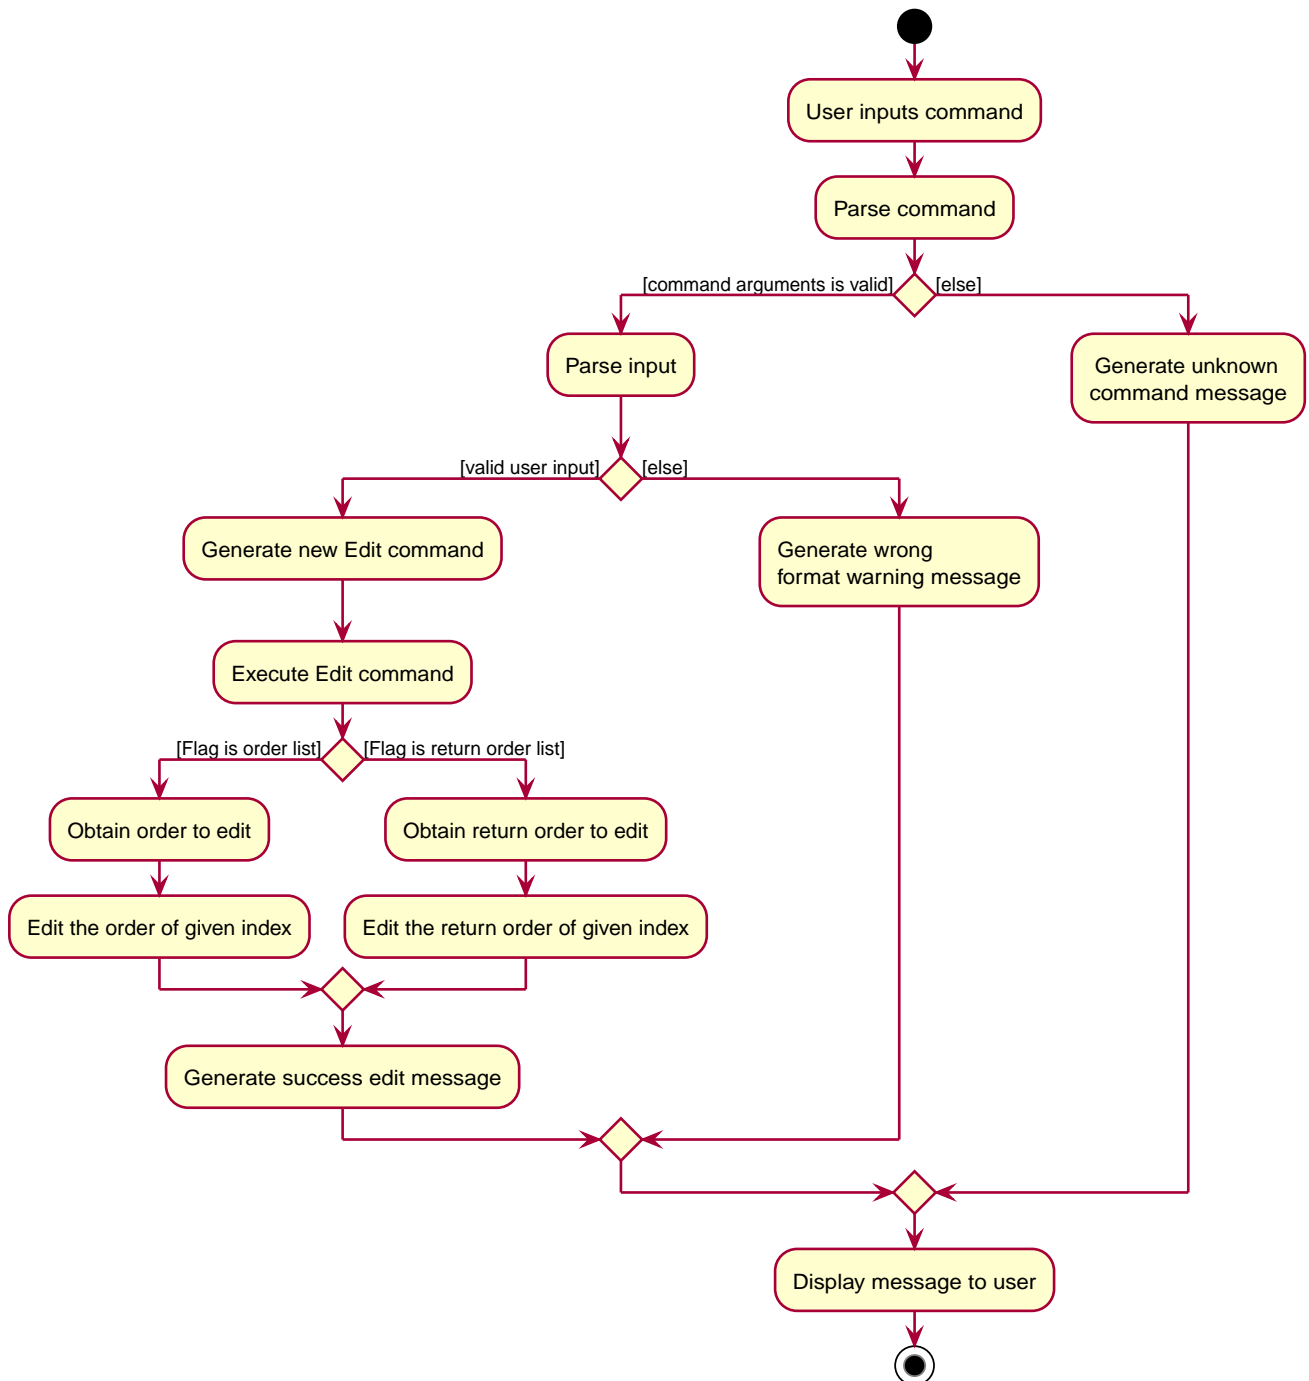 User inputs command
Parse command
[command arguments is valid]
[else]
Parse input
Generate unknown
command message
[valid user input]
[else]
Generate new Edit command
Generate wrong
format warning message
Execute Edit command
[Flag is order list]
[Flag is return order list]
Obtain order to edit
Obtain return order to edit
Edit the order of given index
Edit the return order of given index
Generate success edit message
Display message to user